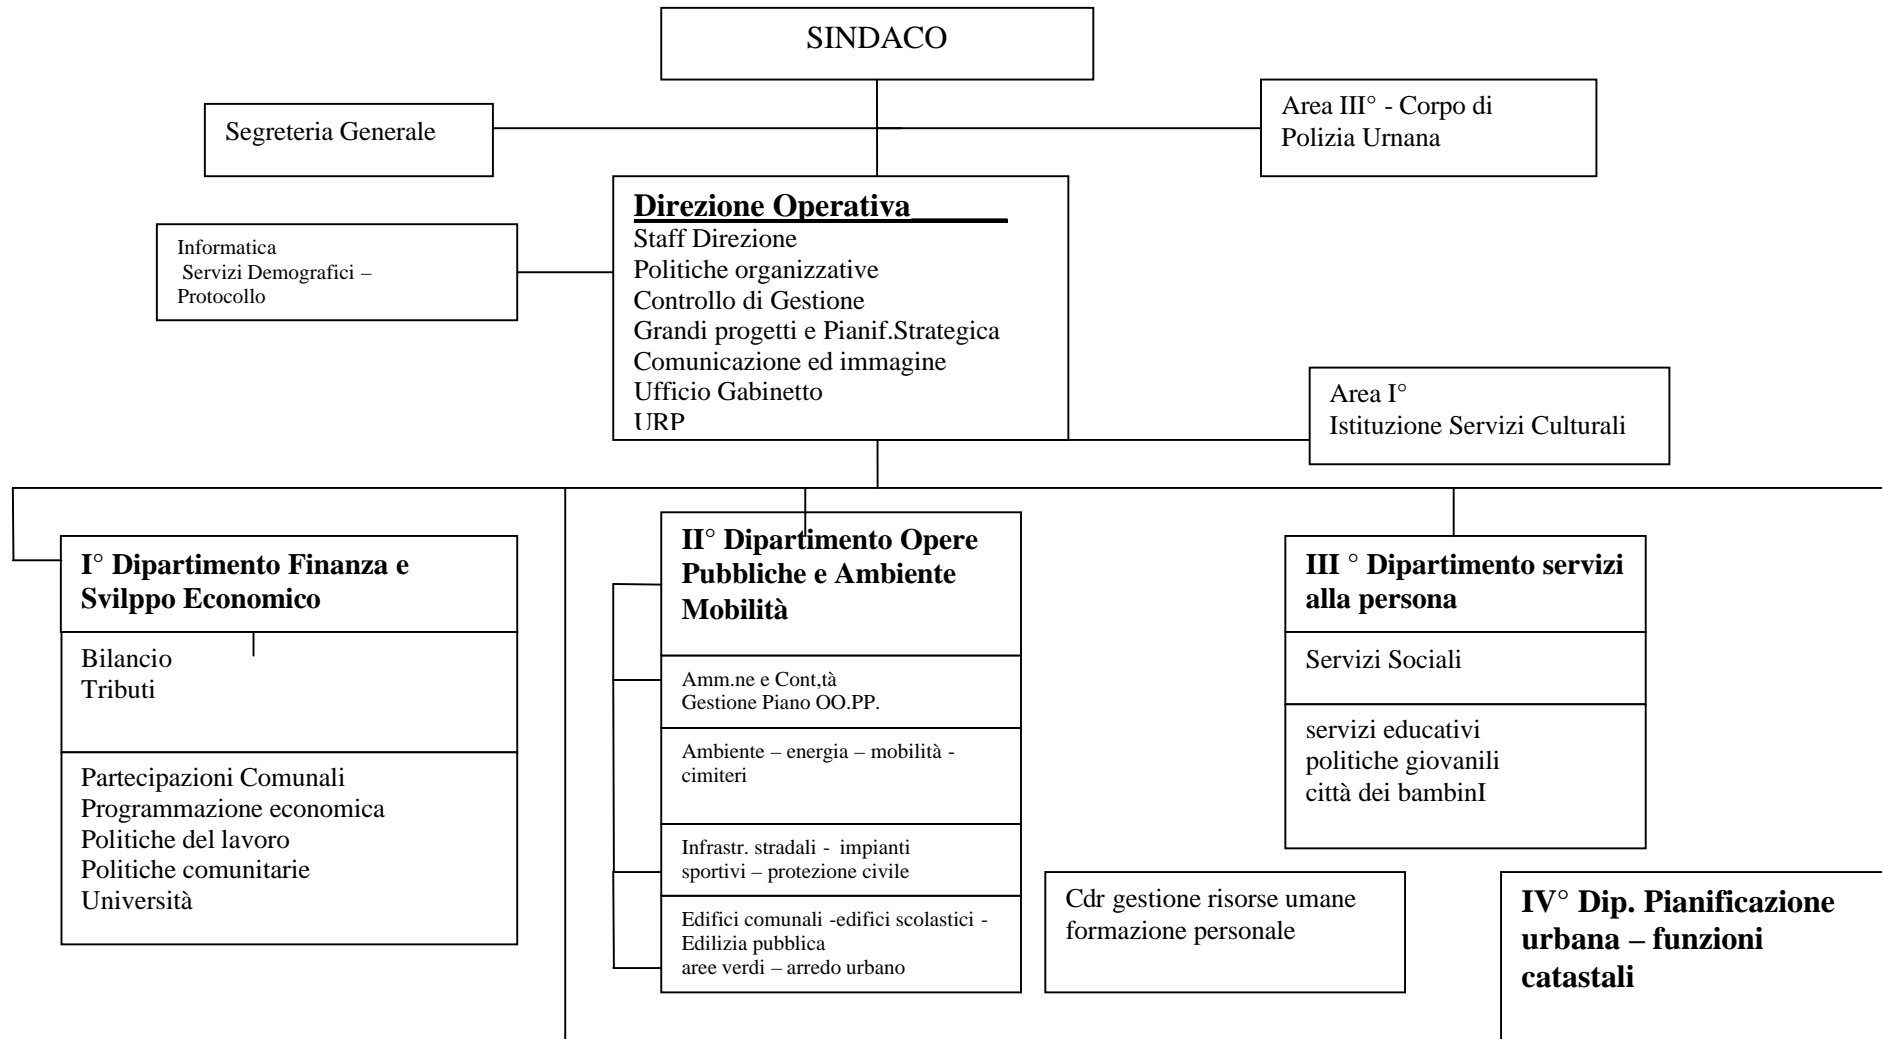 SINDACO
Segreteria Generale
Area III° - Corpo di
Polizia Urnana
Direzione Operativa______
Staff Direzione
Politiche organizzative
Controllo di Gestione
Grandi progetti e Pianif.Strategica
Comunicazione ed immagine
Ufficio Gabinetto
URP
Informatica
Servizi Demografici –
Protocollo
Area I°
Istituzione Servizi Culturali
I° Dipartimento Finanza e
Svilppo Economico
Bilancio
Tributi
Partecipazioni Comunali
Programmazione economica
Politiche del lavoro
Politiche comunitarie
Università
II° Dipartimento Opere
Pubbliche e Ambiente
Mobilità
Amm.ne e Cont,tà
Gestione Piano OO.PP.
Ambiente – energia – mobilità -
cimiteri
Infrastr. stradali - impianti
sportivi – protezione civile
Edifici comunali -edifici scolastici -
Edilizia pubblica
aree verdi – arredo urbano
III ° Dipartimento servizi
alla persona
Servizi Sociali
servizi educativi
politiche giovanili
città dei bambinI
Cdr gestione risorse umane
formazione personale
IV° Dip. Pianificazione
urbana – funzioni
catastali